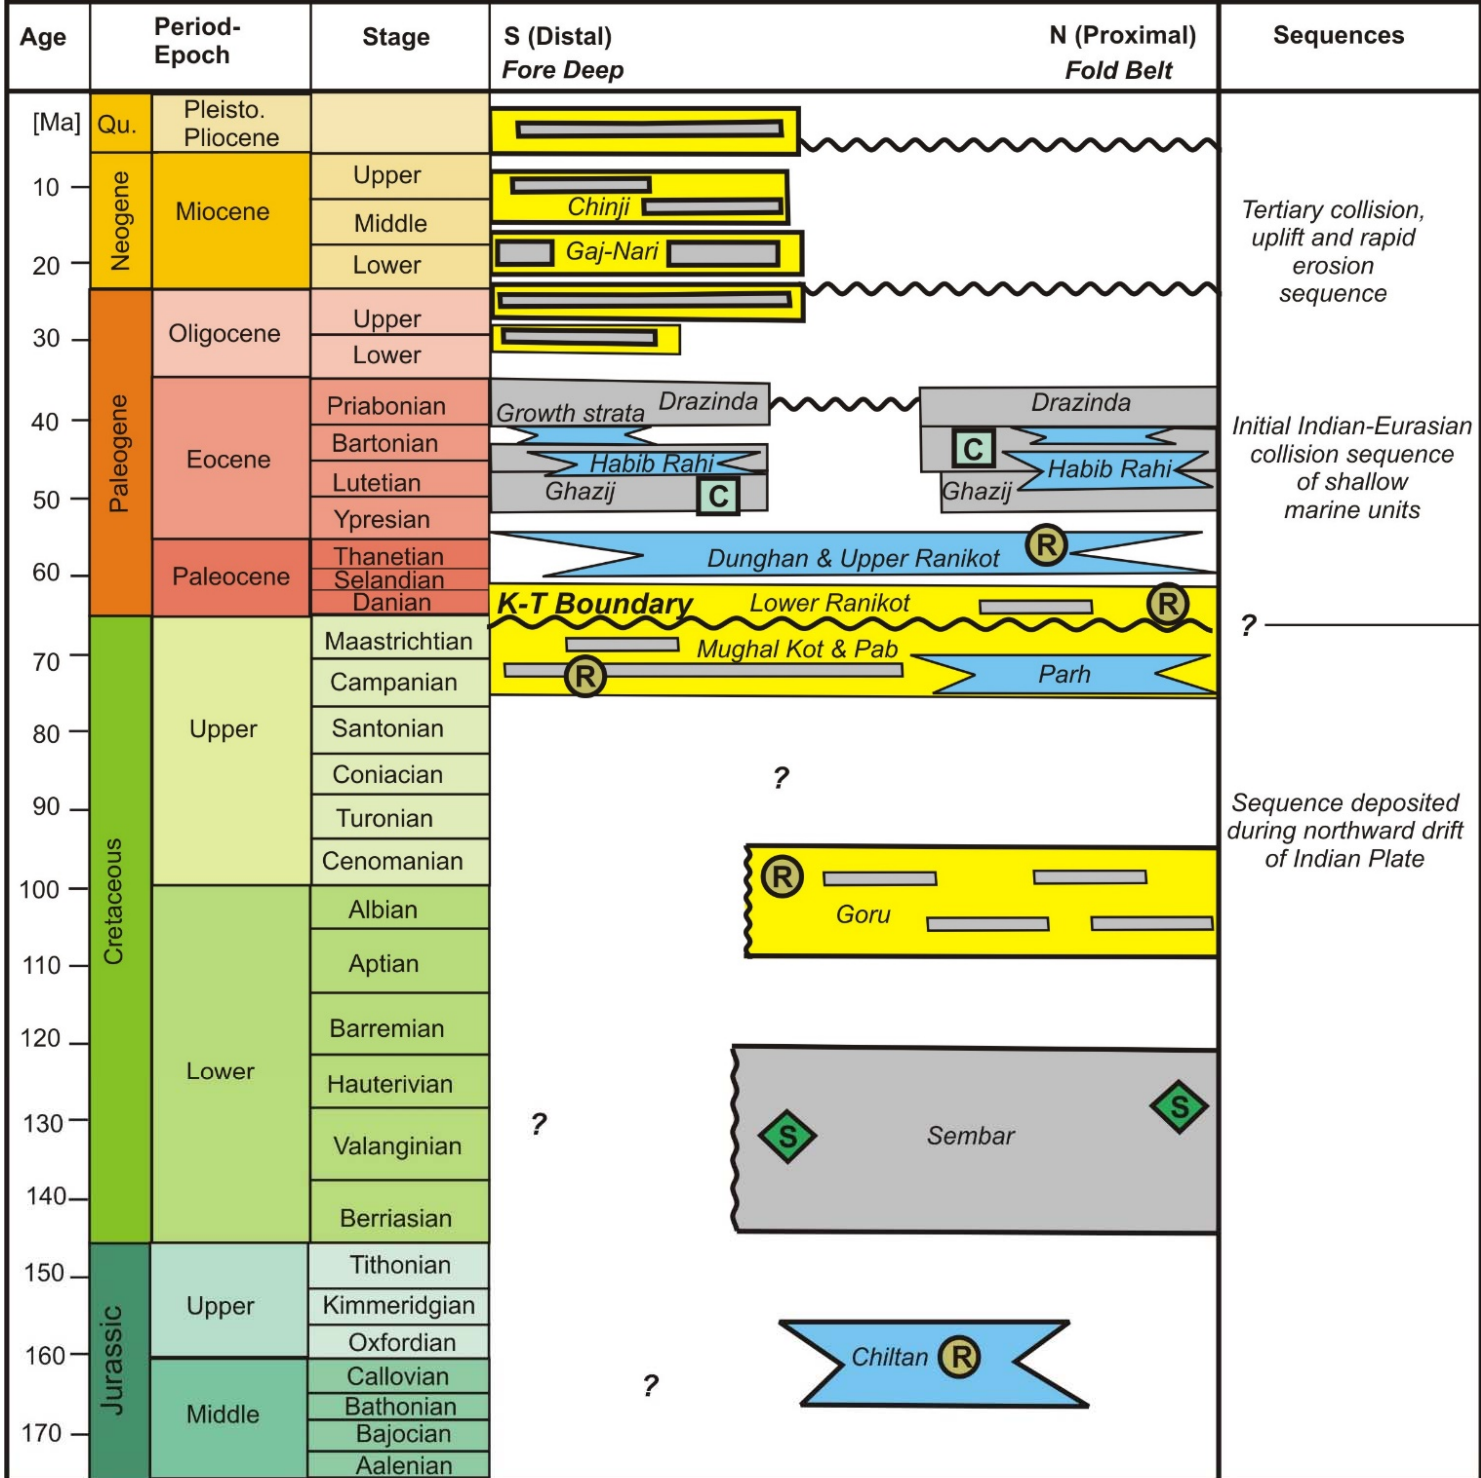 Age
Period-
Epoch
Stage
S (Distal)
Fore Deep
N (Proximal)
Fold Belt
Sequences
[Ma]
10
20
30
40
50
60
70
80
90
100
110
120
130
140
150
160
170
Qu.
Neogene
Paleogene
Cretaceous
Jurassic
Pleisto.
Pliocene
Miocene
Oligocene
Eocene
Paleocene
Upper
Lower
Upper
Middle
Upper
Middle
Lower
Upper
Lower
Priabonian
Bartonian
Lutetian
Ypresian
Thanetian
Selandian
Danian
Maastrichtian
Campanian
Santonian
Coniacian
Turonian
Cenomanian
Albian
Aptian
Barremian
Hauterivian
Valanginian
Berriasian
Tithonian
Kimmeridgian
Oxfordian
Callovian
Bathonian
Bajocian
Aalenian
Chinji
Gaj-Nari
Growth strata
Drazinda
Drazinda
Habib Rahi
C
Habib Rahi
Ghazij
C
Ghazij
Dunghan & Upper Ranikot
R
K-T Boundary
Lower Ranikot
R
Mughal Kot & Pab
R
Parh
?
R
Goru
?
S
Sembar
S
?
Chiltan
R
Tertiary collision,
uplift and rapid
erosion
sequence
Initial Indian-Eurasian
collision sequence
of shallow
marine units
?
Sequence deposited
during northward drift
of Indian Plate